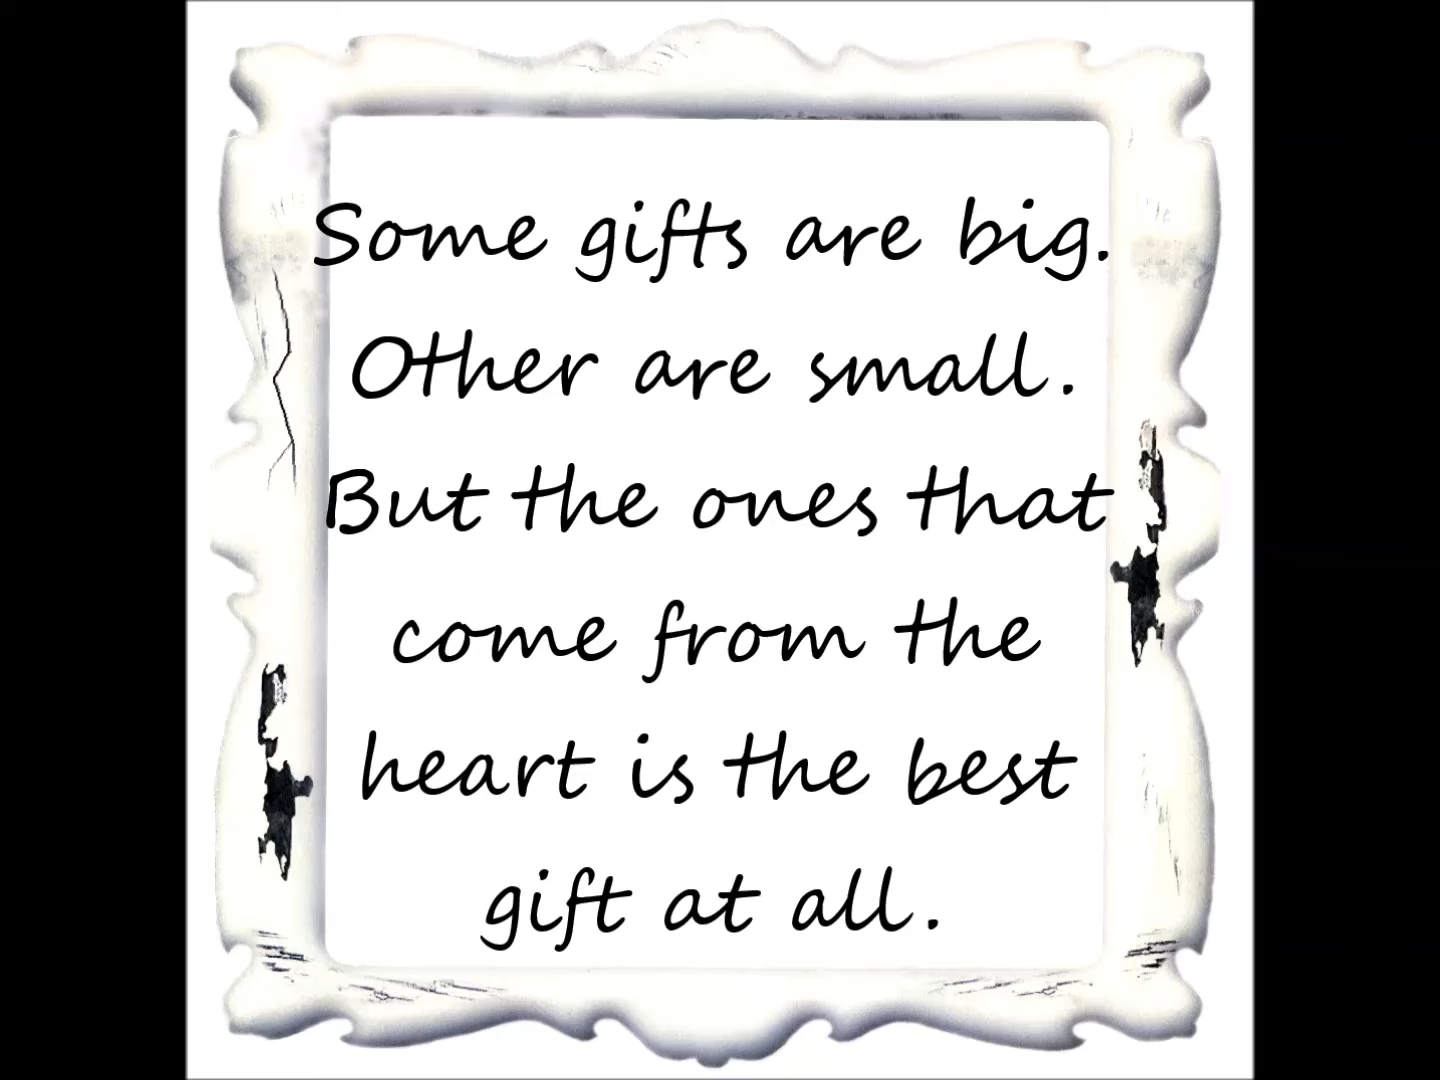 Some gifts are big.
Other are small.
But the ones that
come from the
heart is the best
gift at all.